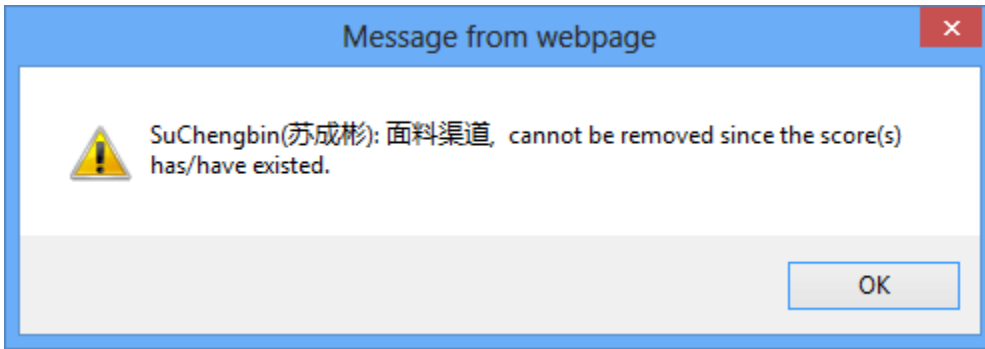 Message from webpage
SuChengbin(苏成彬): 面料渠道,  cannot be removed since the score(s)
has/have existed.
OK